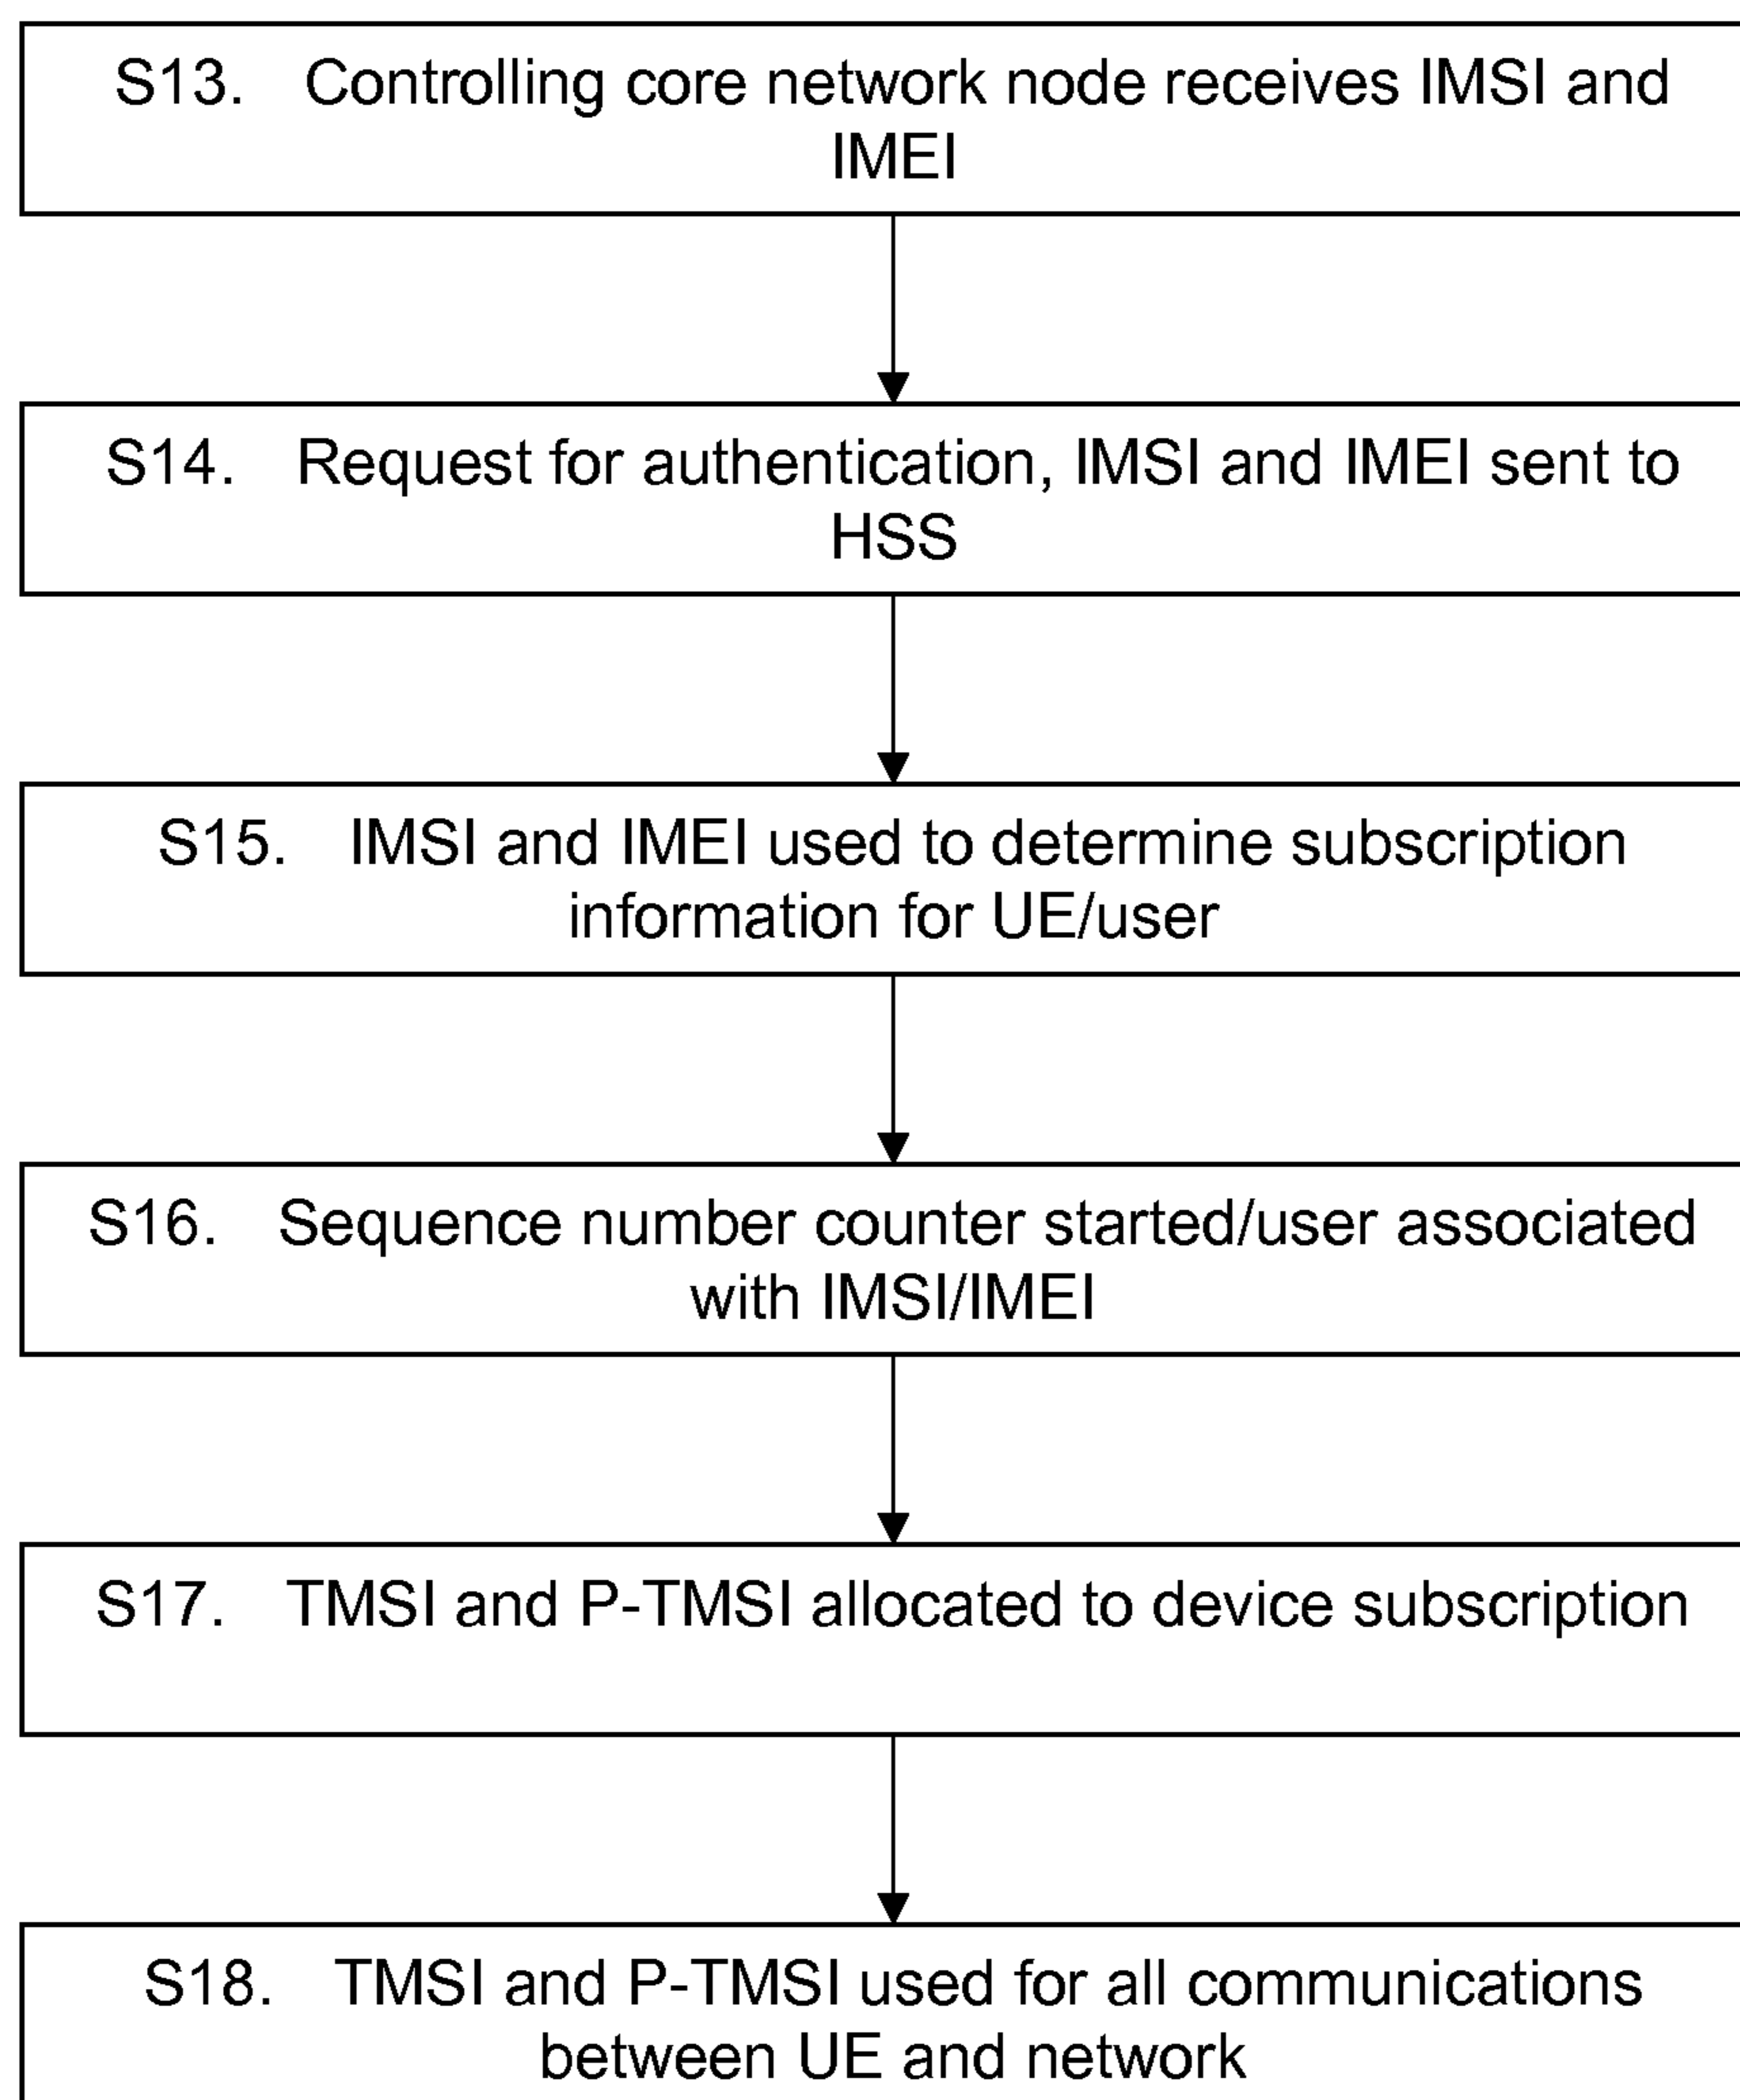 S13. Controlling core network node receives IMSI and
IMEI
S14. Request for authentication, IMSI and IMEI sent to
HSS
S15. IMSI and IMEI used to determine subscription
information for UE/user
S16. Sequence number counter started/user associated
with IMSI/IMEI
S17. TMSI and P-TMSI allocated to device subscription
S18. TMSI and P-TMSI used for all communications
between UE and network